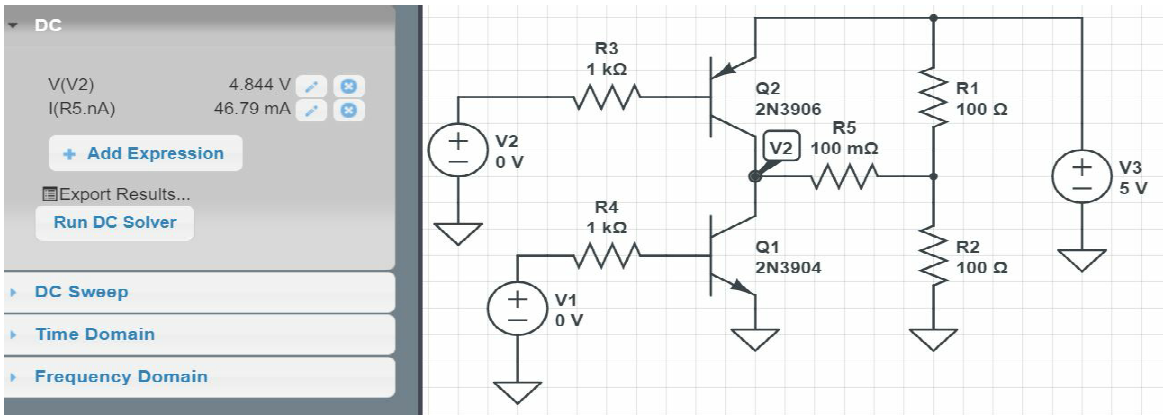 DC
V(V2) 4.844 V
I(R5.nA) 46.79 mA
+ Add Expression
Export Results...
Run DC Solver
DC Sweep
Time Domain
Frequency Domain
R3
1 kΩ
Q2
2N3906
R1
100 Ω
V2
0 V
V2
R5
100 mΩ
V3
5 V
R4
1 kΩ
Q1
2N3904
R2
100 Ω
V1
0 V